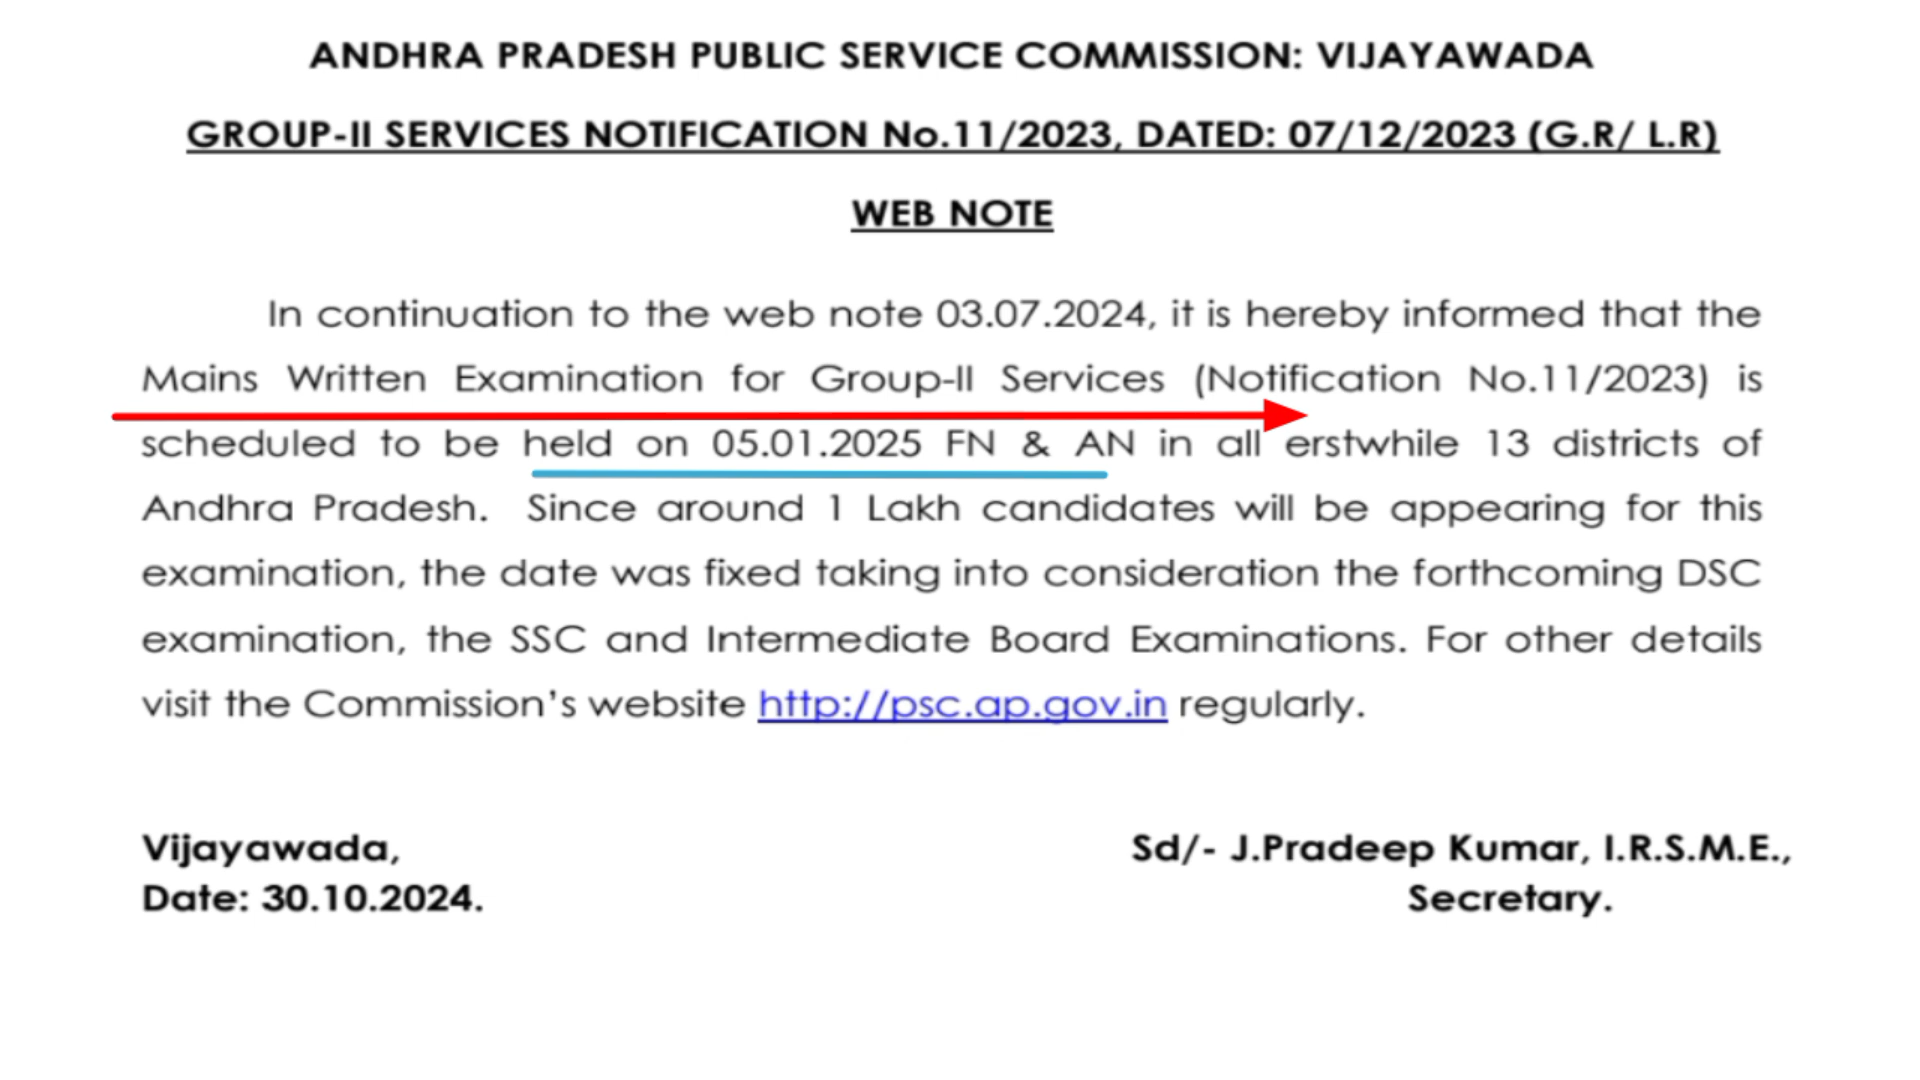 ANDHRA PRADESH PUBLIC SERVICE COMMISSION: VIJAYAWADA
GROUP-II SERVICES NOTIFICATION No.11/2023, DATED: 07/12/2023 (G.R/ L.R)
WEB NOTE
In continuation to the web note 03.07.2024, it is hereby informed that the
Mains Written Examination for Group-II Services (Notification No.11/2023) is
scheduled to be held on 05.01.2025 FN & AN in all erstwhile 13 districts of
Andhra Pradesh. Since around 1 Lakh candidates will be appearing for this
examination, the date was fixed taking into consideration the forthcoming DSC
examination, the SSC and Intermediate Board Examinations. For other details
visit the Commission’s website http://psc.ap.gov.in regularly.
Vijayawada,
Date: 30.10.2024.
Sd/- J.Pradeep Kumar, I.R.S.M.E.,
Secretary.